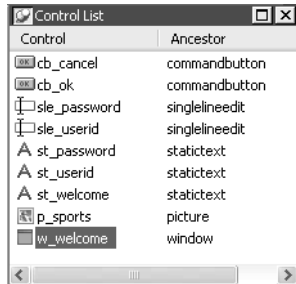 Control List
Control Ancestor
cb_cancel commandbutton
cb_ok commandbutton
sle_password singlelineedit
sle_userid singlelineedit
st_password statictext
st_userid statictext
st_welcome statictext
p_sports picture
w_welcome window